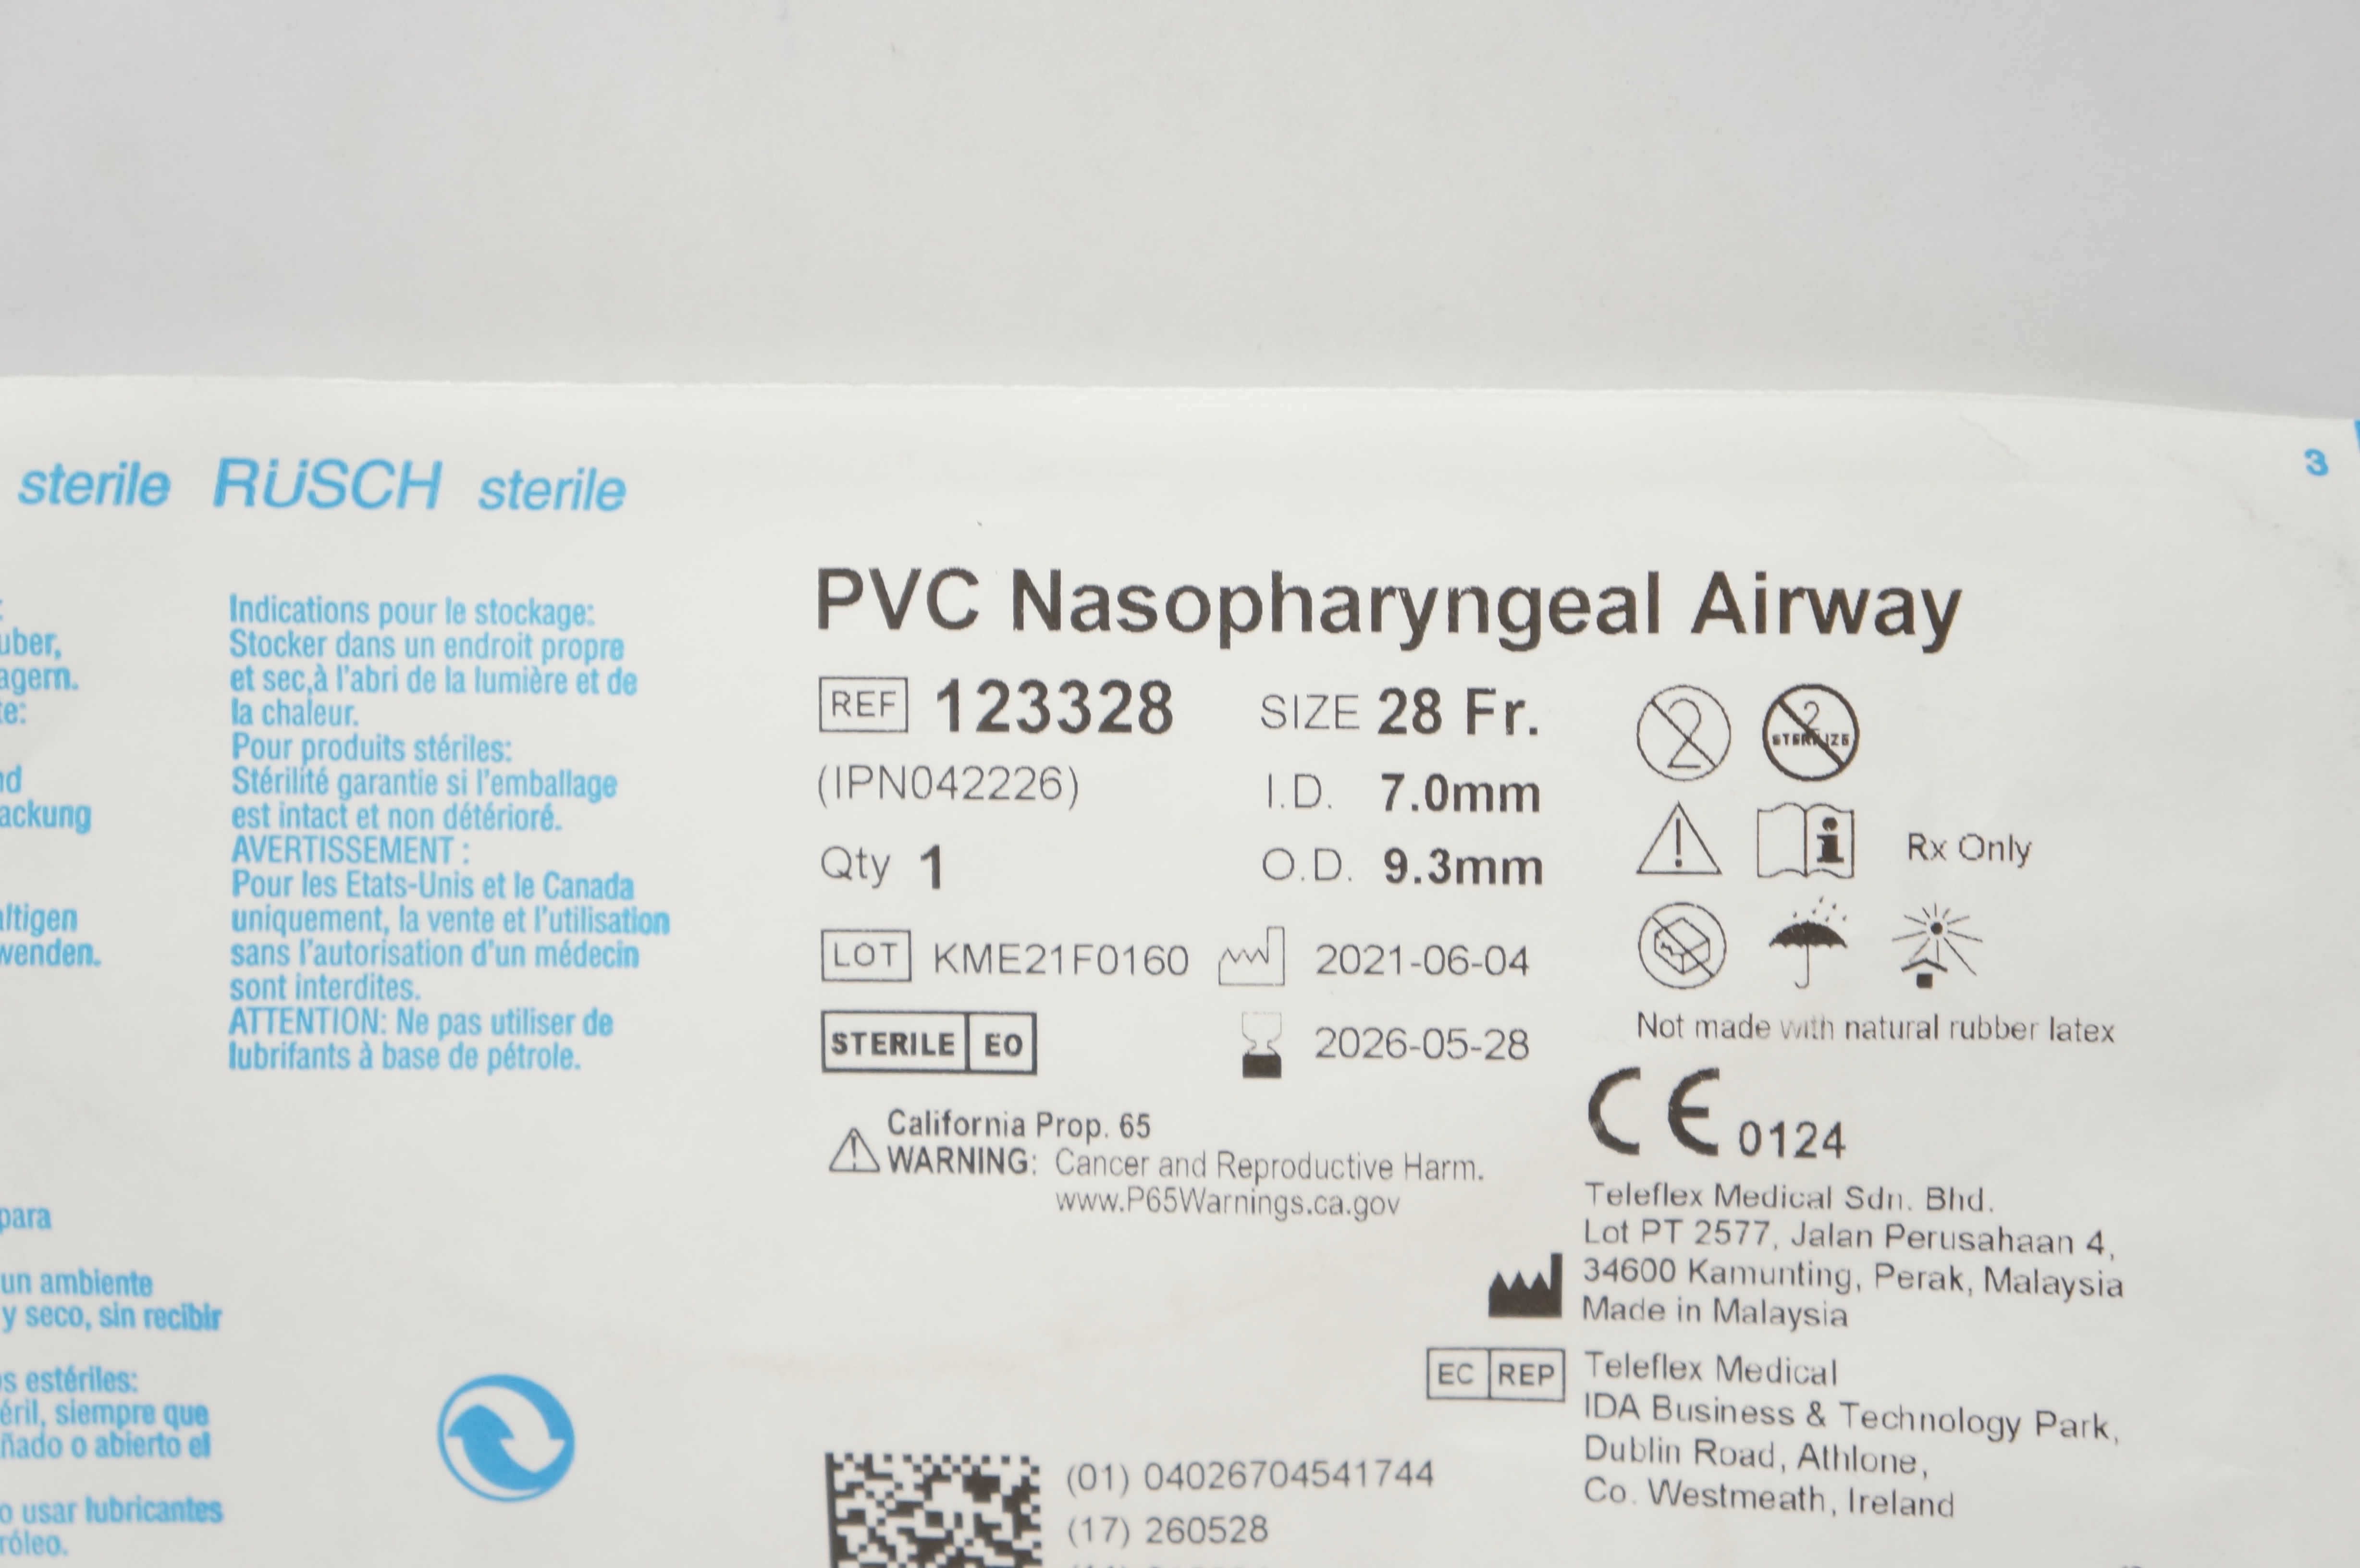 sterile RÜSCH sterile
3
agern.
ackung
wenden.
para
un ambiente
y seco, sin recibir
s estériles:
éril, siempre que
ñado o abierto el
o usar lubricantes
róleo.
Indications pour le stockage:
Stocker dans un endroit propre
et sec,à l'abri de la lumière et de
la chaleur.
Pour produits stériles:
Stérilité garantie si l'emballage
est intact et non détérioré.
AVERTISSEMENT :
Pour les Etats-Unis et le Canada
uniquement, la vente et l'utilisation
sans l'autorisation d'un médecin
sont interdites.
ATTENTION: Ne pas utiliser de
lubrifants à base de pétrole.
PVC Nasopharyngeal Airway
REF 123328 SIZE 28 Fr.
(IPN042226) I.D. 7.0mm
Qty 1 O.D. 9.3mm
LOT KME21F0160 2021-06-04
STERILE EO 2026-05-28
2 2 STERILIZE
Rx Only
Not made with natural rubber latex
California Prop. 65
WARNING: Cancer and Reproductive Harm.
www.P65Warnings.ca.gov
CE 0124
Teleflex Medical Sdn. Bhd.
Lot PT 2577, Jalan Perusahaan 4,
34600 Kamunting, Perak, Malaysia
Made in Malaysia
EC REP Teleflex Medical
IDA Business & Technology Park,
Dublin Road, Athlone,
Co. Westmeath, Ireland
(01) 04026704541744
(17) 260528